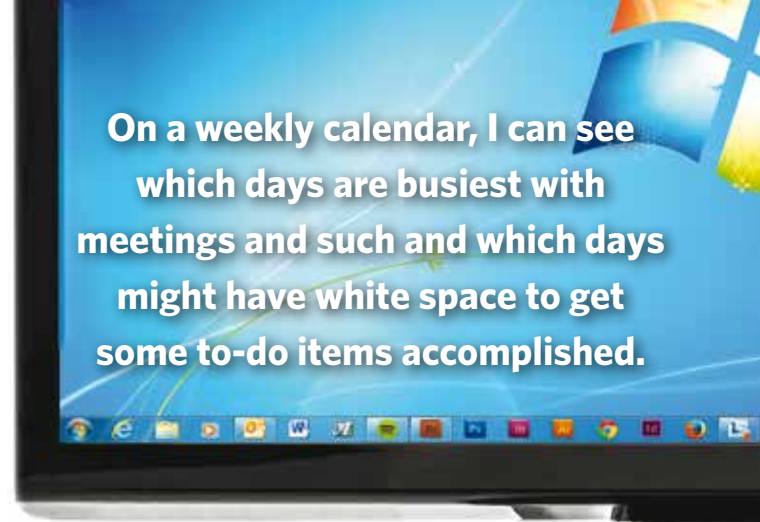 On a weekly calendar, I can see
which days are busiest with
meetings and such and which days
might have white space to get
some to-do items accomplished.